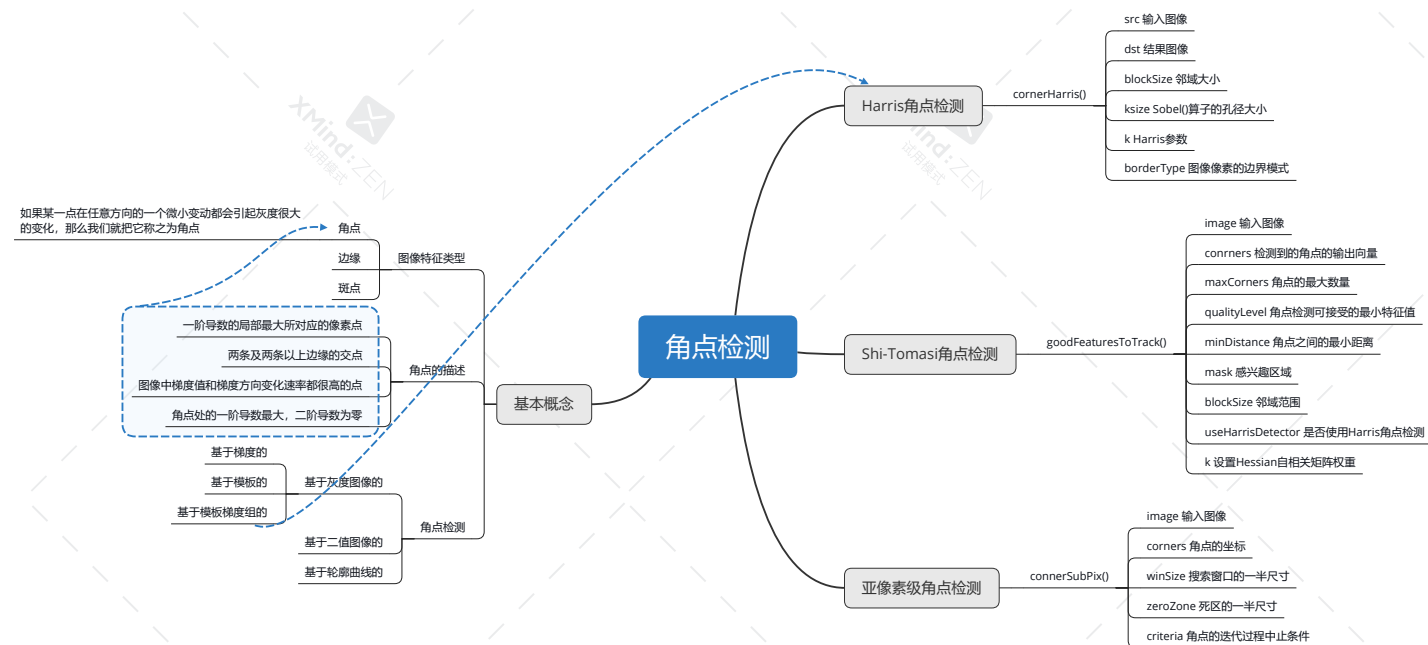 角点检测
基本概念
图像特征类型
角点
如果某一点在任意方向的一个微小变动都会引起灰度很大
的变化，那么我们就把它称之为角点
边缘
斑点
角点的描述
一阶导数的局部最大所对应的像素点
两条及两条以上边缘的交点
图像中梯度值和梯度方向变化速率都很高的点
角点处的一阶导数最大，二阶导数为零
角点检测
基于灰度图像的
基于梯度的
基于模板的
基于模板梯度组的
基于二值图像的
基于轮廓曲线的
Harris角点检测
cornerHarris()
src 输入图像
dst 结果图像
blockSize 邻域大小
ksize Sobel()算子的孔径大小
k Harris参数
borderType 图像像素的边界模式
Shi-Tomasi角点检测
goodFeaturesToTrack()
image 输入图像
conrners 检测到的角点的输出向量
maxCorners 角点的最大数量
qualityLevel 角点检测可接受的最小特征值
minDistance 角点之间的最小距离
mask 感兴趣区域
blockSize 邻域范围
useHarrisDetector 是否使用Harris角点检测
k 设置Hessian自相关矩阵权重
亚像素级角点检测
connerSubPix()
image 输入图像
corners 角点的坐标
winSize 搜索窗口的一半尺寸
zeroZone 死区的一半尺寸
criteria 角点的迭代过程中止条件
XMind:ZEN
试用模式
Mind:ZEN
试用模式